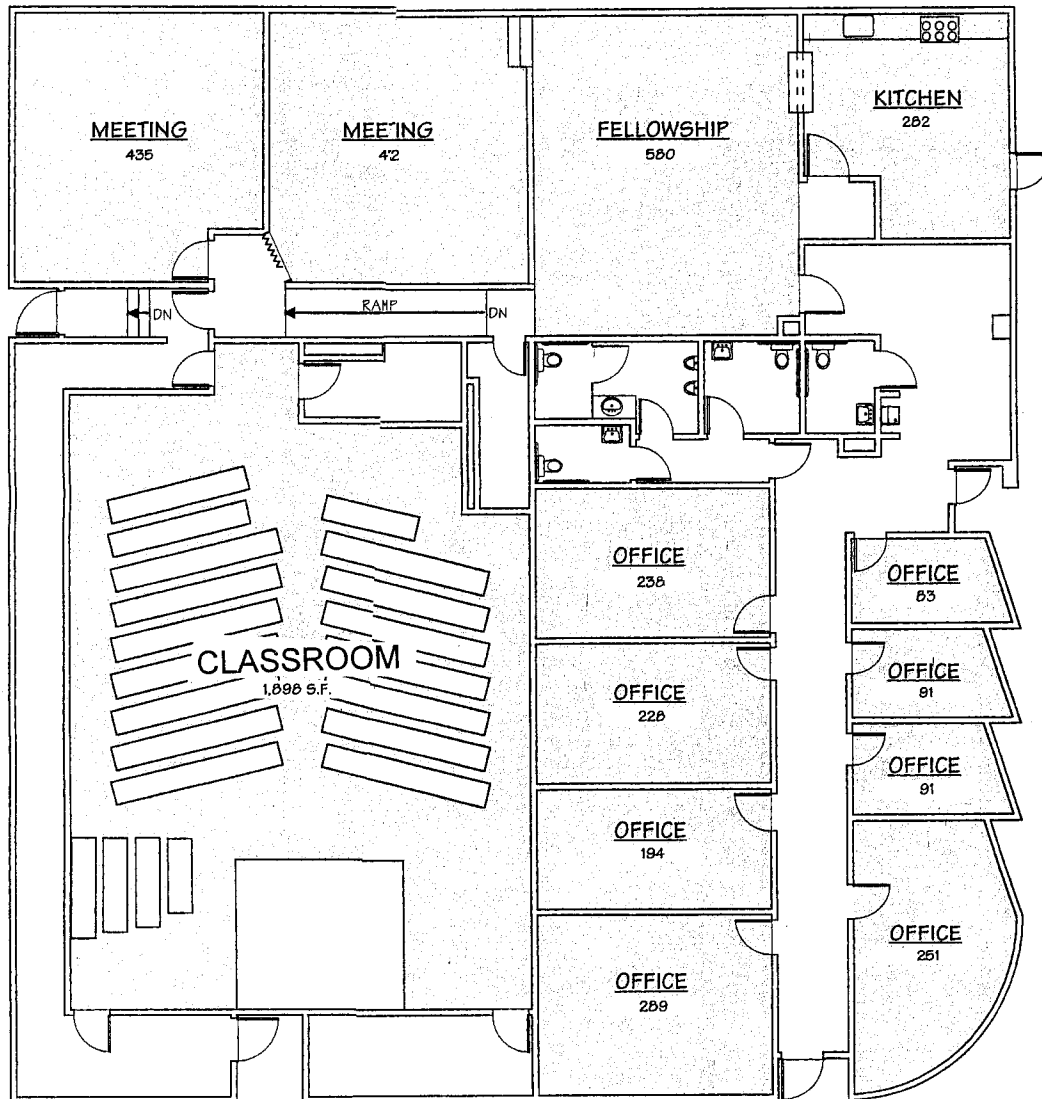 MEETING
435
MEETING
FELLOWSHIP
580
KITCHEN
282
DN
RAMP
DN
CLASSROOM
1,898 S.F.
OFFICE
238
OFFICE
228
OFFICE
194
OFFICE
289
OFFICE
83
OFFICE
91
OFFICE
91
OFFICE
251